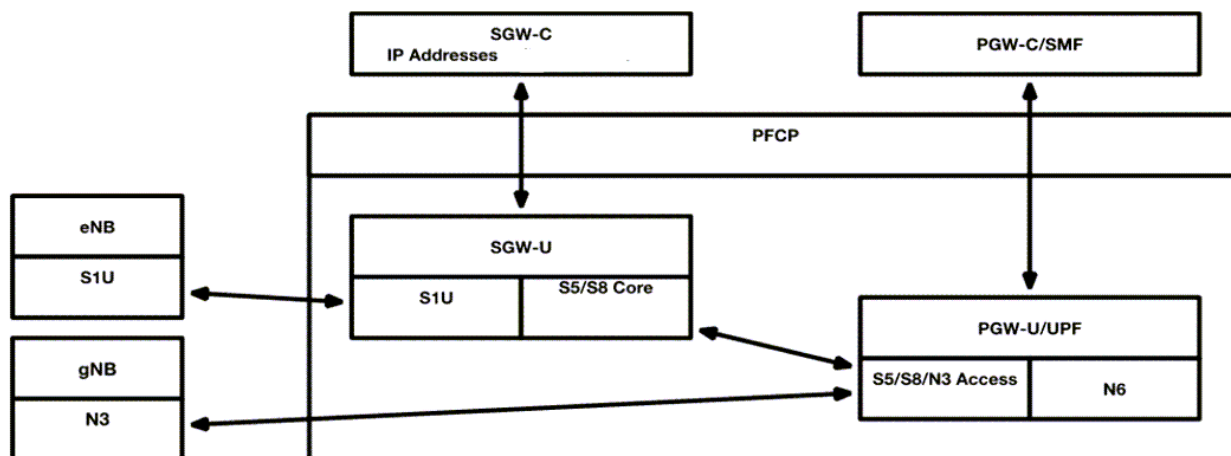 SGW-C
IP Addresses
PGW-C/SMF
PFCP
eNB
S1U
SGW-U
S1U
S5/S8 Core
gNB
N3
PGW-U/UPF
S5/S8/N3 Access
N6